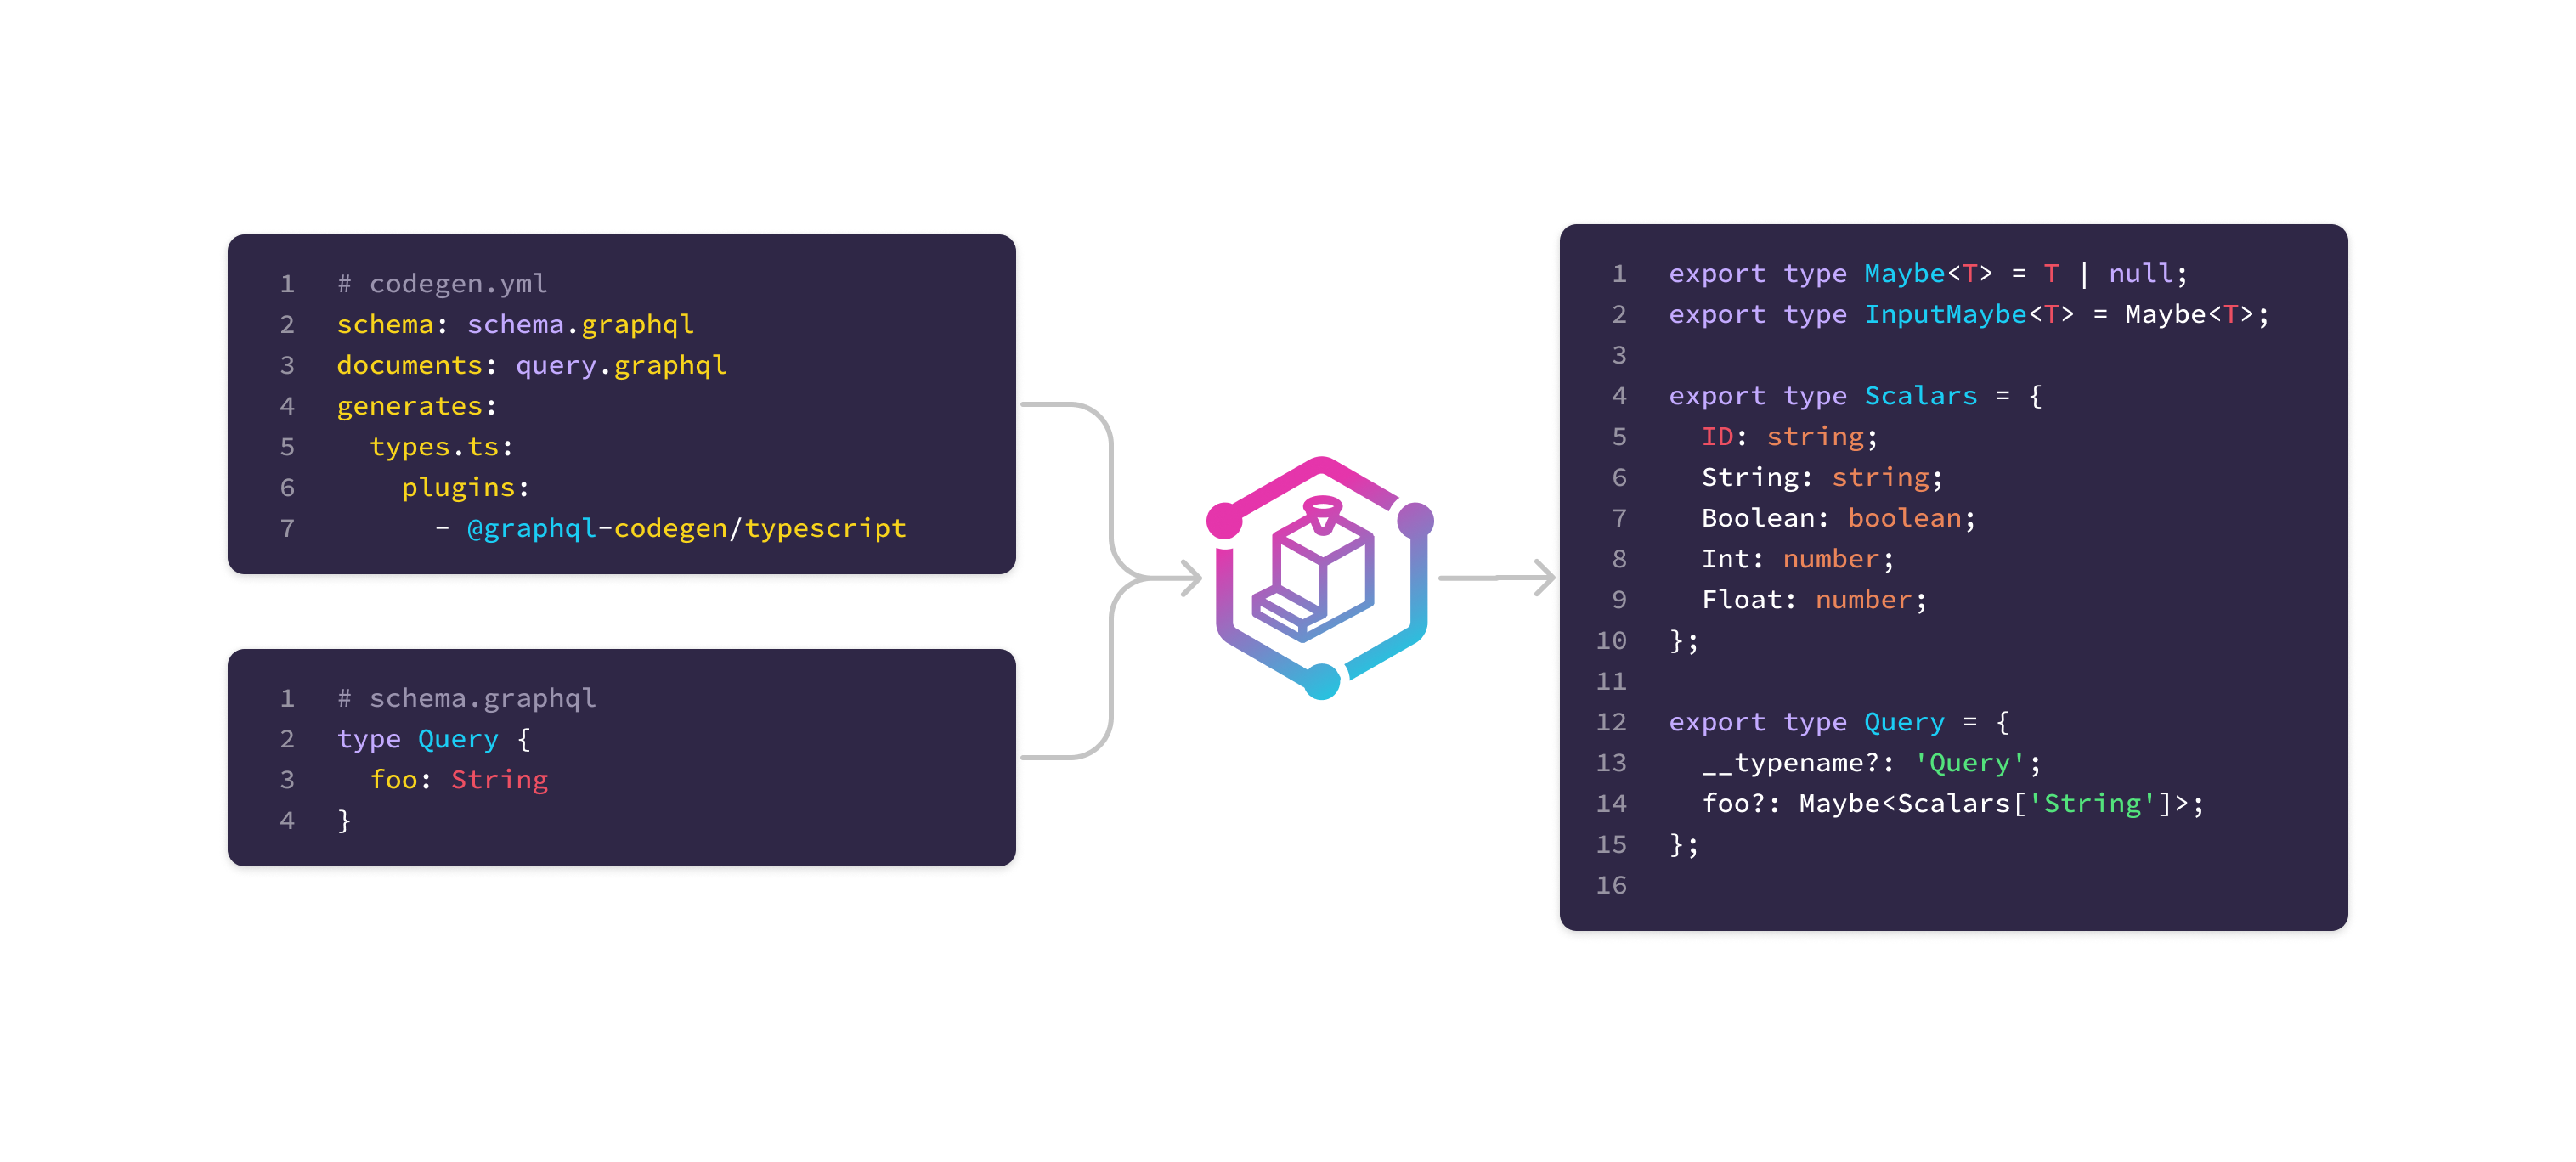 1 # codegen.yml
2 schema: schema.graphql
3 documents: query.graphql
4 generates:
5   types.ts:
6     plugins:
7       - @graphql-codegen/typescript
1 # schema.graphql
2 type Query {
3   foo: String
4 }
1 export type Maybe<T> = T | null;
2 export type InputMaybe<T> = Maybe<T>;
3
4 export type Scalars = {
5   ID: string;
6   String: string;
7   Boolean: boolean;
8   Int: number;
9   Float: number;
10 };
11
12 export type Query = {
13   __typename?: 'Query';
14   foo?: Maybe<Scalars['String']>;
15 };
16